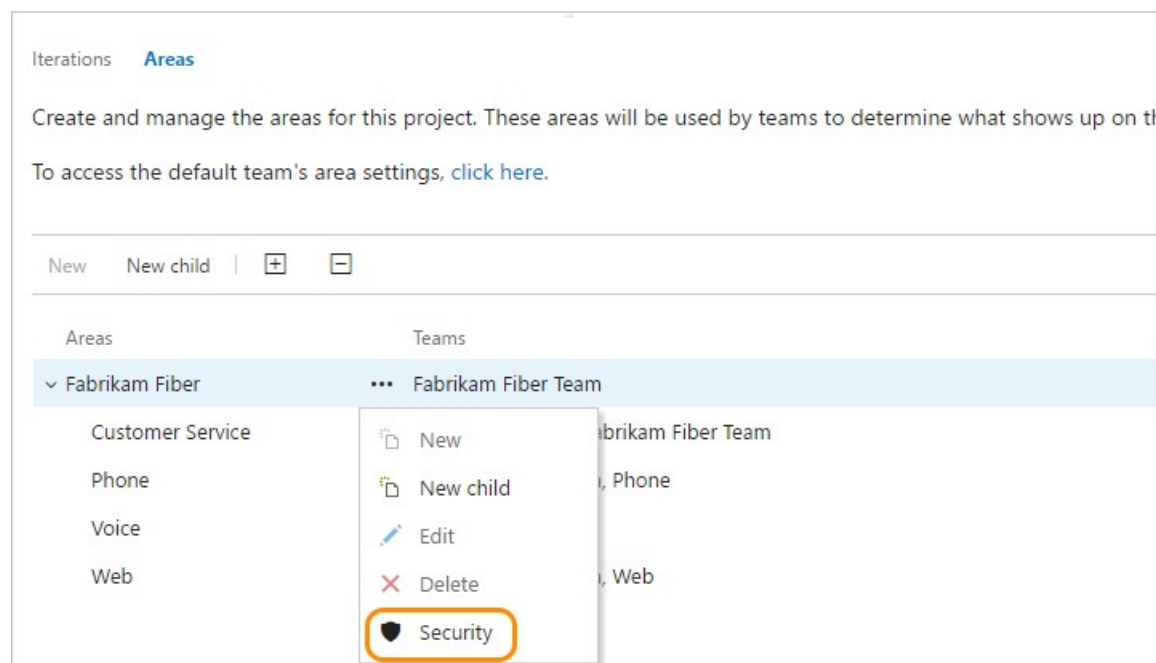 Iterations Areas
Create and manage the areas for this project. These areas will be used by teams to determine what shows up on
To access the default team's area settings, click here.
New New child
Areas Teams
Fabrikam Fiber ••• Fabrikam Fiber Team
Customer Service brikam Fiber Team
New
Phone , Phone
New child
Voice
Edit
Web , Web
Delete
Security